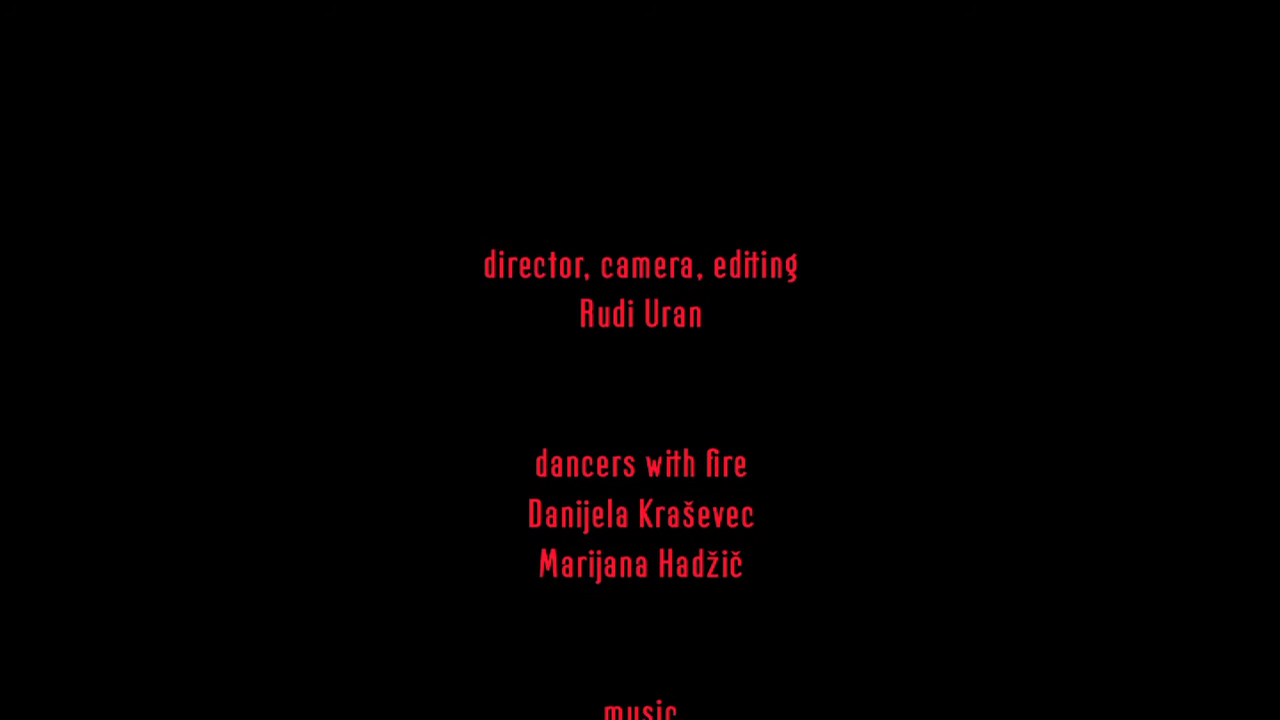 director, camera, editing
Rudi Uran
dancers with fire
Danijela Kraševec
Marijana Hadžič
music